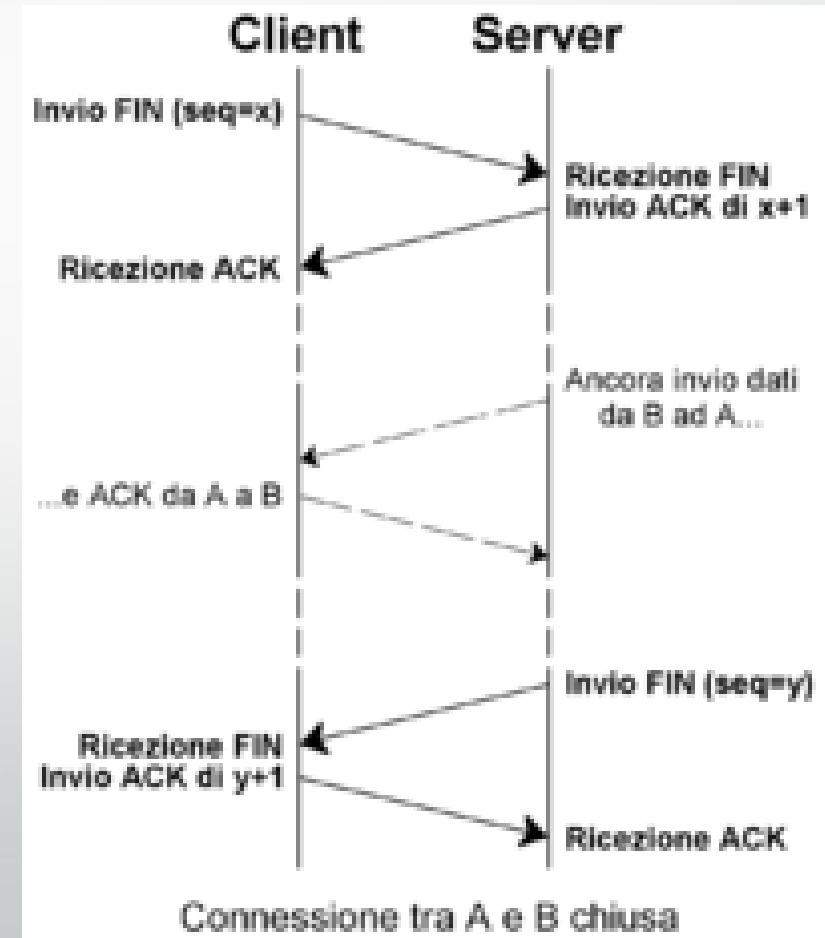 Client Server
Invio FIN (seq=x)
Ricezione FIN
Invio ACK di x+1
Ricezione ACK
Ancora invio dati
da B ad A...
...e ACK da A a B
Invio FIN (seq=y)
Ricezione FIN
Invio ACK di y+1
Ricezione ACK
Connessione tra A e B chiusa